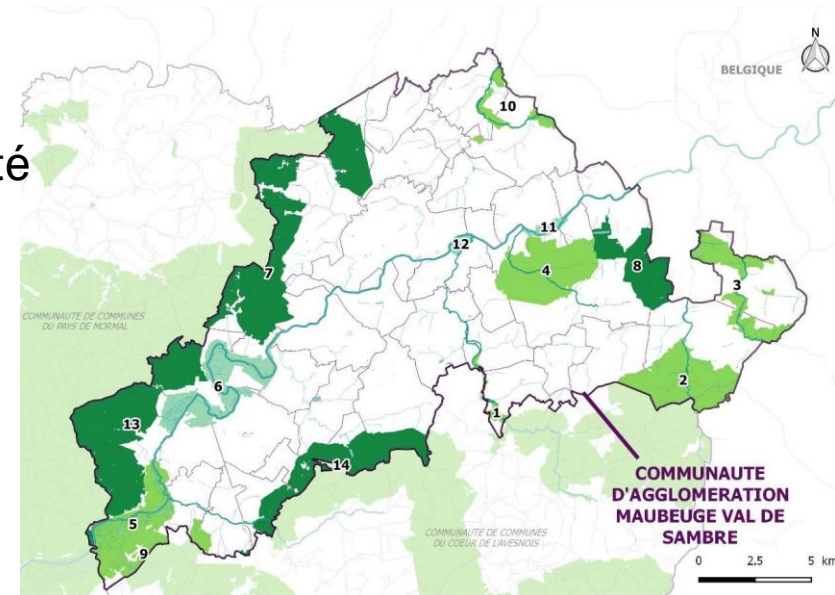 té
N
BELGIQUE
10
11
12
7
4
8
3
COMMUNAUTE DE COMMUNES
DU PAYS DE MORMAL
6
2
13
1
14
COMMUNAUTE
D'AGGLOMERATION
MAUBEUGE VAL DE
SAMBRE
5
9
COMMUNAUTE DE COMMUNES
DU COEUR DE L'AVESNOIS
0 2.5 5 km